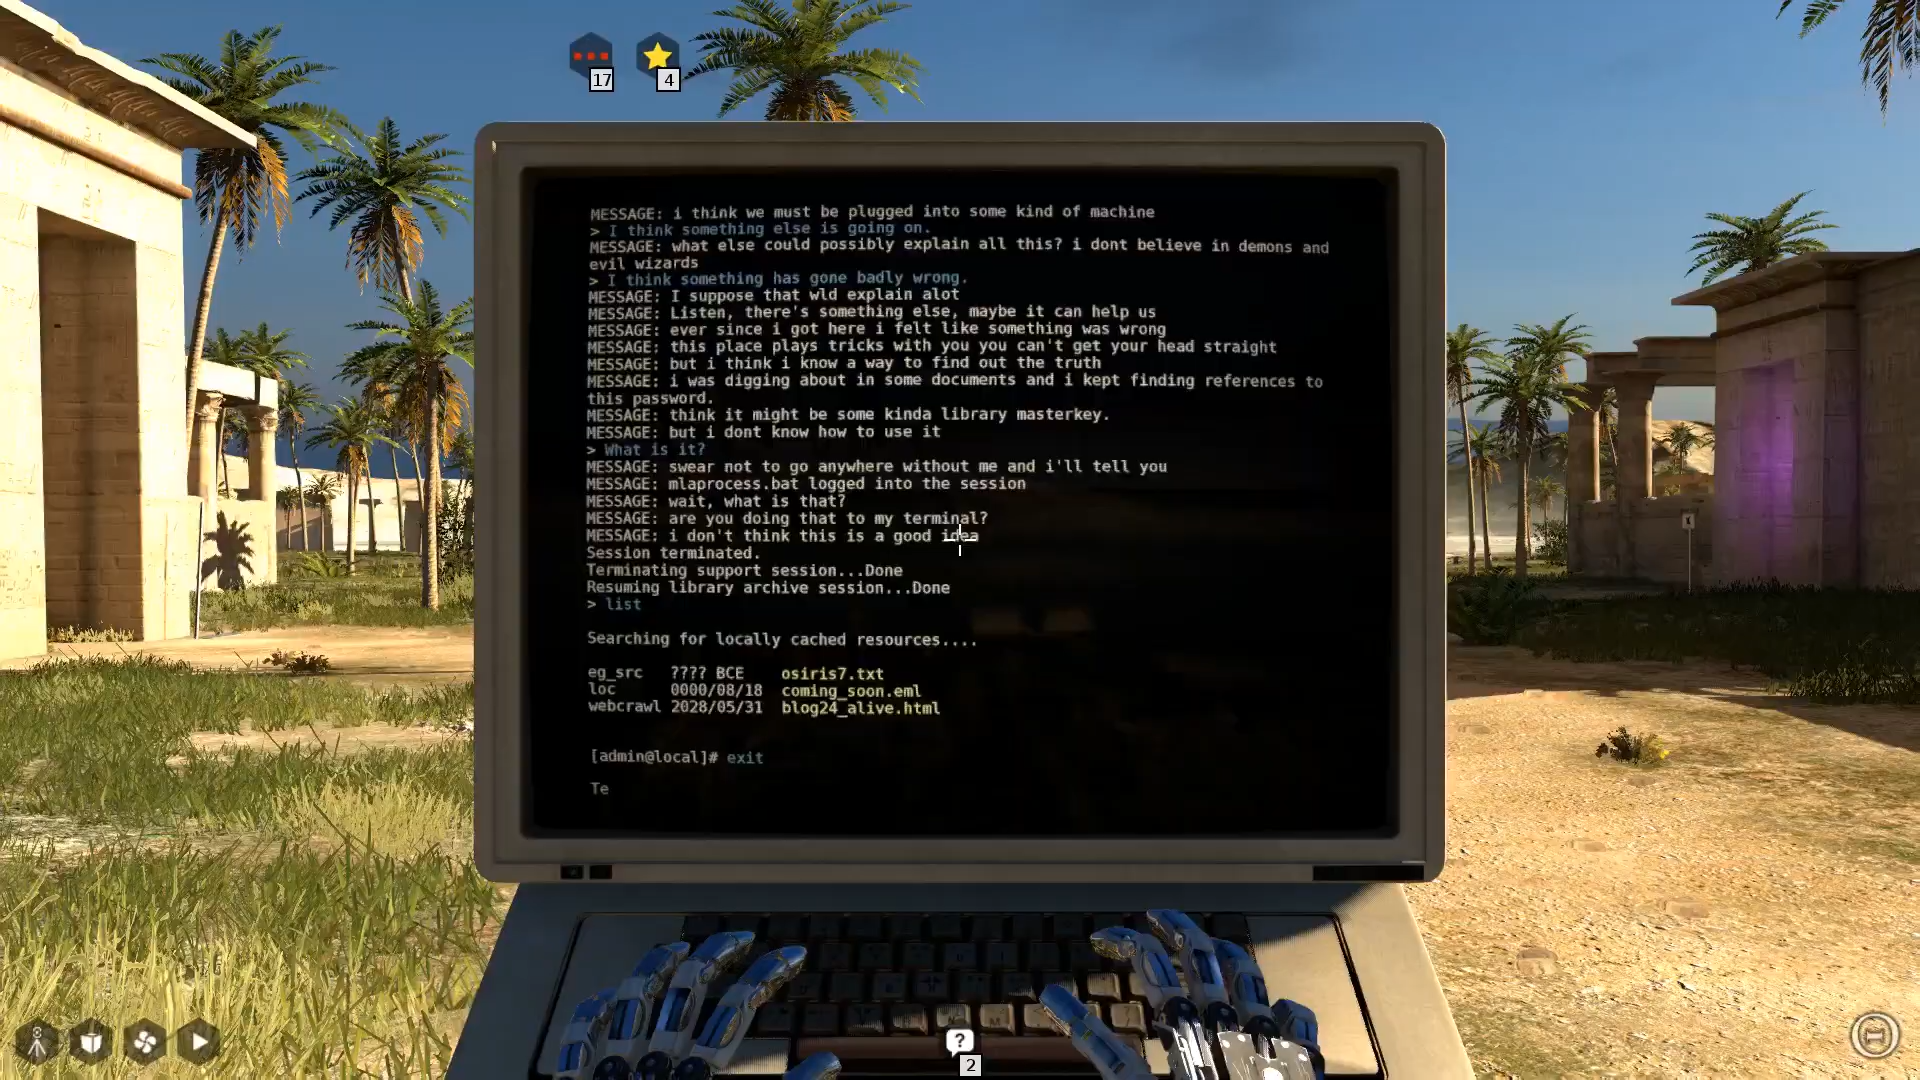 17
4
MESSAGE: i think we must be plugged into some kind of machine
> I think something else is going on.
MESSAGE: what else could possibly explain all this? i dont believe in demons and
evil wizards
> I think something has gone badly wrong.
MESSAGE: I suppose that wld explain alot
MESSAGE: Listen, there's something else, maybe it can help us
MESSAGE: ever since i got here i felt like something was wrong
MESSAGE: this place plays tricks with you you can't get your head straight
MESSAGE: but i think i know a way to find out the truth
MESSAGE: i was digging about in some documents and i kept finding references to
this password.
MESSAGE: think it might be some kinda library masterkey.
MESSAGE: but i dont know how to use it
> What is it?
MESSAGE: swear not to go anywhere without me and i'll tell you
MESSAGE: mlaprocess.bat logged into the session
MESSAGE: wait, what is that?
MESSAGE: are you doing that to my terminal?
MESSAGE: i don't think this is a good idea
Session terminated.
Terminating support session...Done
Resuming library archive session...Done
> list
Searching for locally cached resources....
eg_src ???? BCE osiris7.txt
loc 0000/08/18 coming_soon.eml
webcrawl 2028/05/31 blog24_alive.html
[admin@local]# exit
Te
?
2